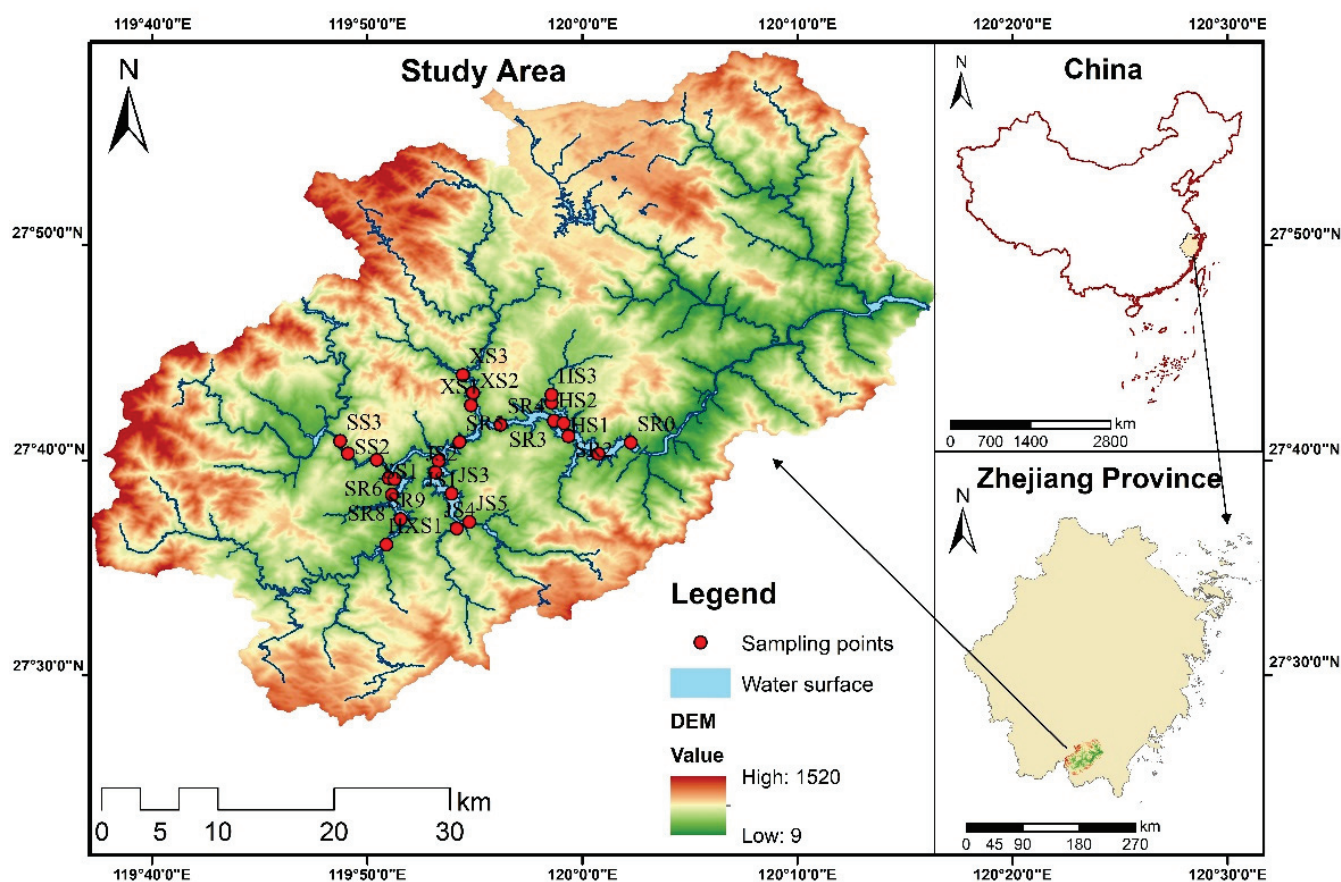 119°40'0"E 119°50'0"E 120°0'0"E 120°10'0"E 120°20'0"E 120°30'0"E
N
Study Area
N
China
27°50'0"N
27°50'0"N
km
0 700 1400 2800
XS3
XS2
HS3
HS2
HS1
SR4
SR3
SR0
SS3
SS2
27°40'0"N
27°40'0"N
JS3
SR6
JS5
JS4
SR8
HXS1
Zhejiang Province
N
27°30'0"N
27°30'0"N
Legend
Sampling points
Water surface
DEM
Value
High: 1520
Low: 9
km
0 5 10 20 30
km
0 45 90 180 270
119°40'0"E 119°50'0"E 120°0'0"E 120°10'0"E 120°20'0"E 120°30'0"E